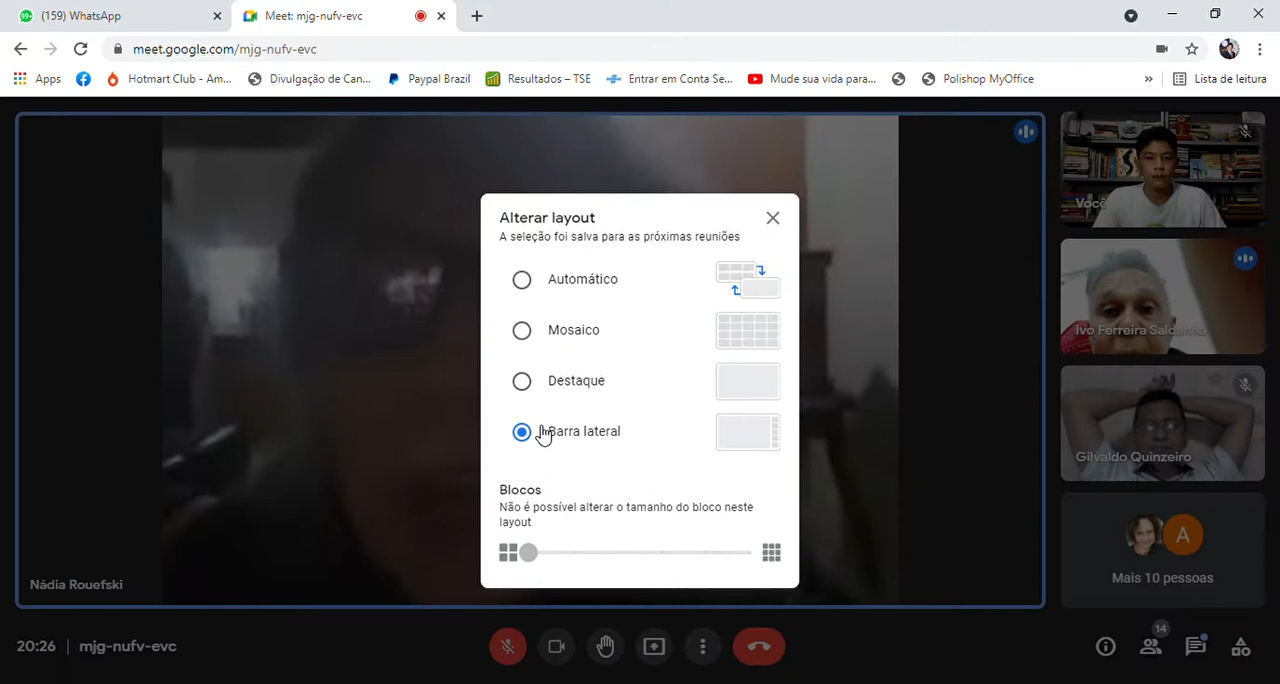 (159) WhatsApp
Meet: mjg-nufv-evc
meet.google.com/mjg-nufv-evc
Apps
Hotmart Club - Am...
Divulgação de Can...
Paypal Brazil
Resultados – TSE
Entrar em Conta Se...
Mude sua vida para...
Polishop MyOffice
»
Lista de leitura
Alterar layout
A seleção foi salva para as próximas reuniões
Automático
Mosaico
Destaque
Barra lateral
Blocos
Não é possível alterar o tamanho do bloco neste
layout
Nádia Rouefski
Você
Ivo Ferreira Saldanha
Gilvaldo Quinzeiro
A
Mais 10 pessoas
20:26 | mjg-nufv-evc
14